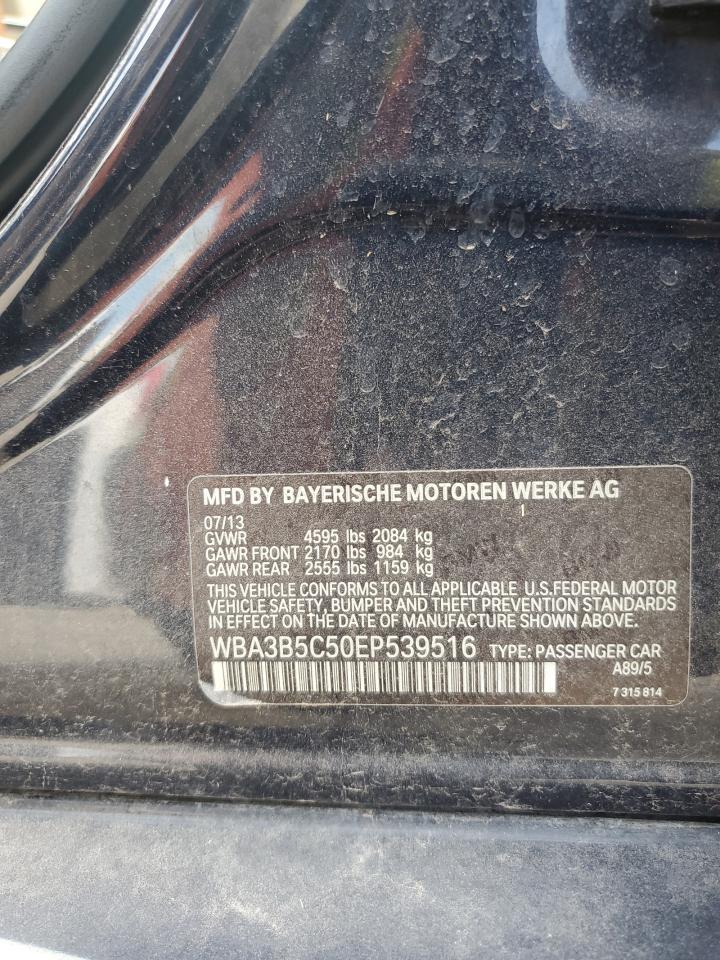 MFD BY BAYERISCHE MOTOREN WERKE AG
07/13
GVWR 4595 lbs 2084 kg
GAWR FRONT 2170 lbs 984 kg
GAWR REAR 2555 lbs 1159 kg
THIS VEHICLE CONFORMS TO ALL APPLICABLE U.S.FEDERAL MOTOR
VEHICLE SAFETY, BUMPER AND THEFT PREVENTION STANDARDS
IN EFFECT ON THE DATE OF MANUFACTURE SHOWN ABOVE.
WBA3B5C50EP539516 TYPE: PASSENGER CAR
A89/5
7 315 814